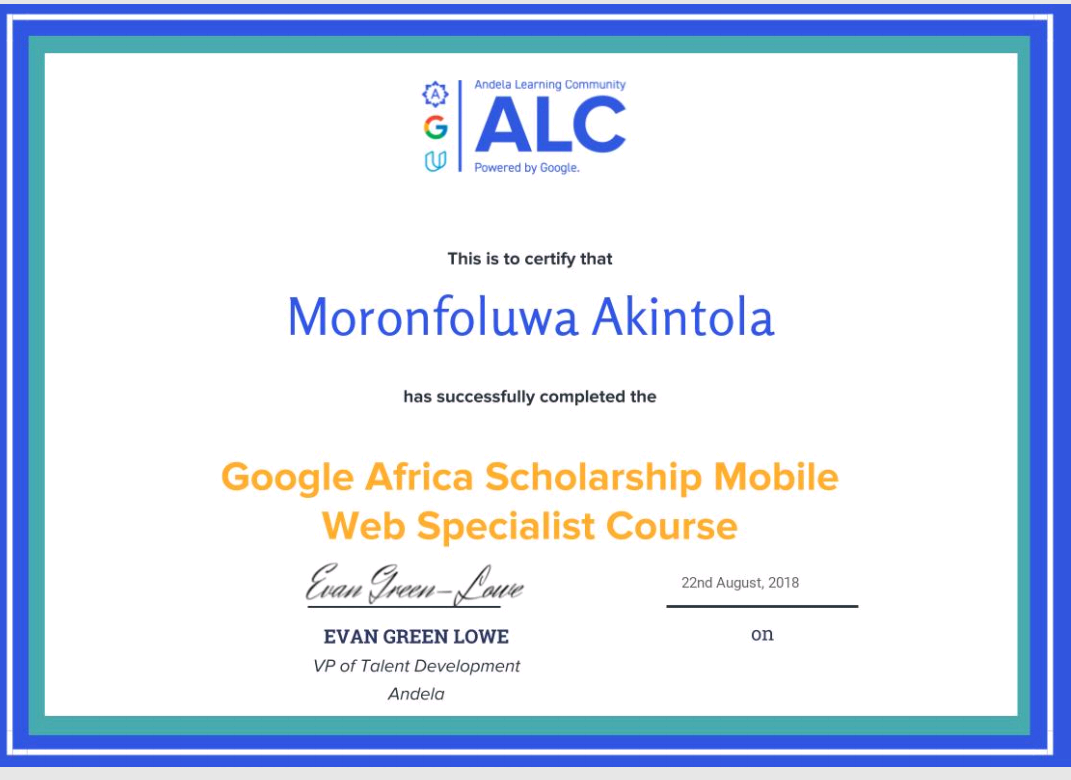 Andela Learning Community
ALC
Powered by Google.
This is to certify that
Moronfoluwa Akintola
has successfully completed the
Google Africa Scholarship Mobile
Web Specialist Course
Evan Green-Lowe
22nd August, 2018
EVAN GREEN LOWE
on
VP of Talent Development
Andela